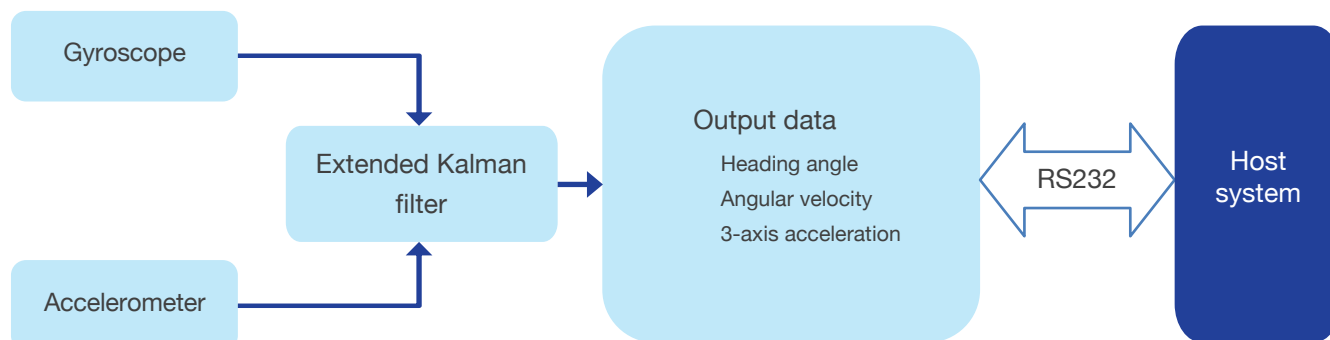 Gyroscope
Extended Kalman
filter
Accelerometer
Output data
Heading angle
Angular velocity
3-axis acceleration
RS232
Host
system